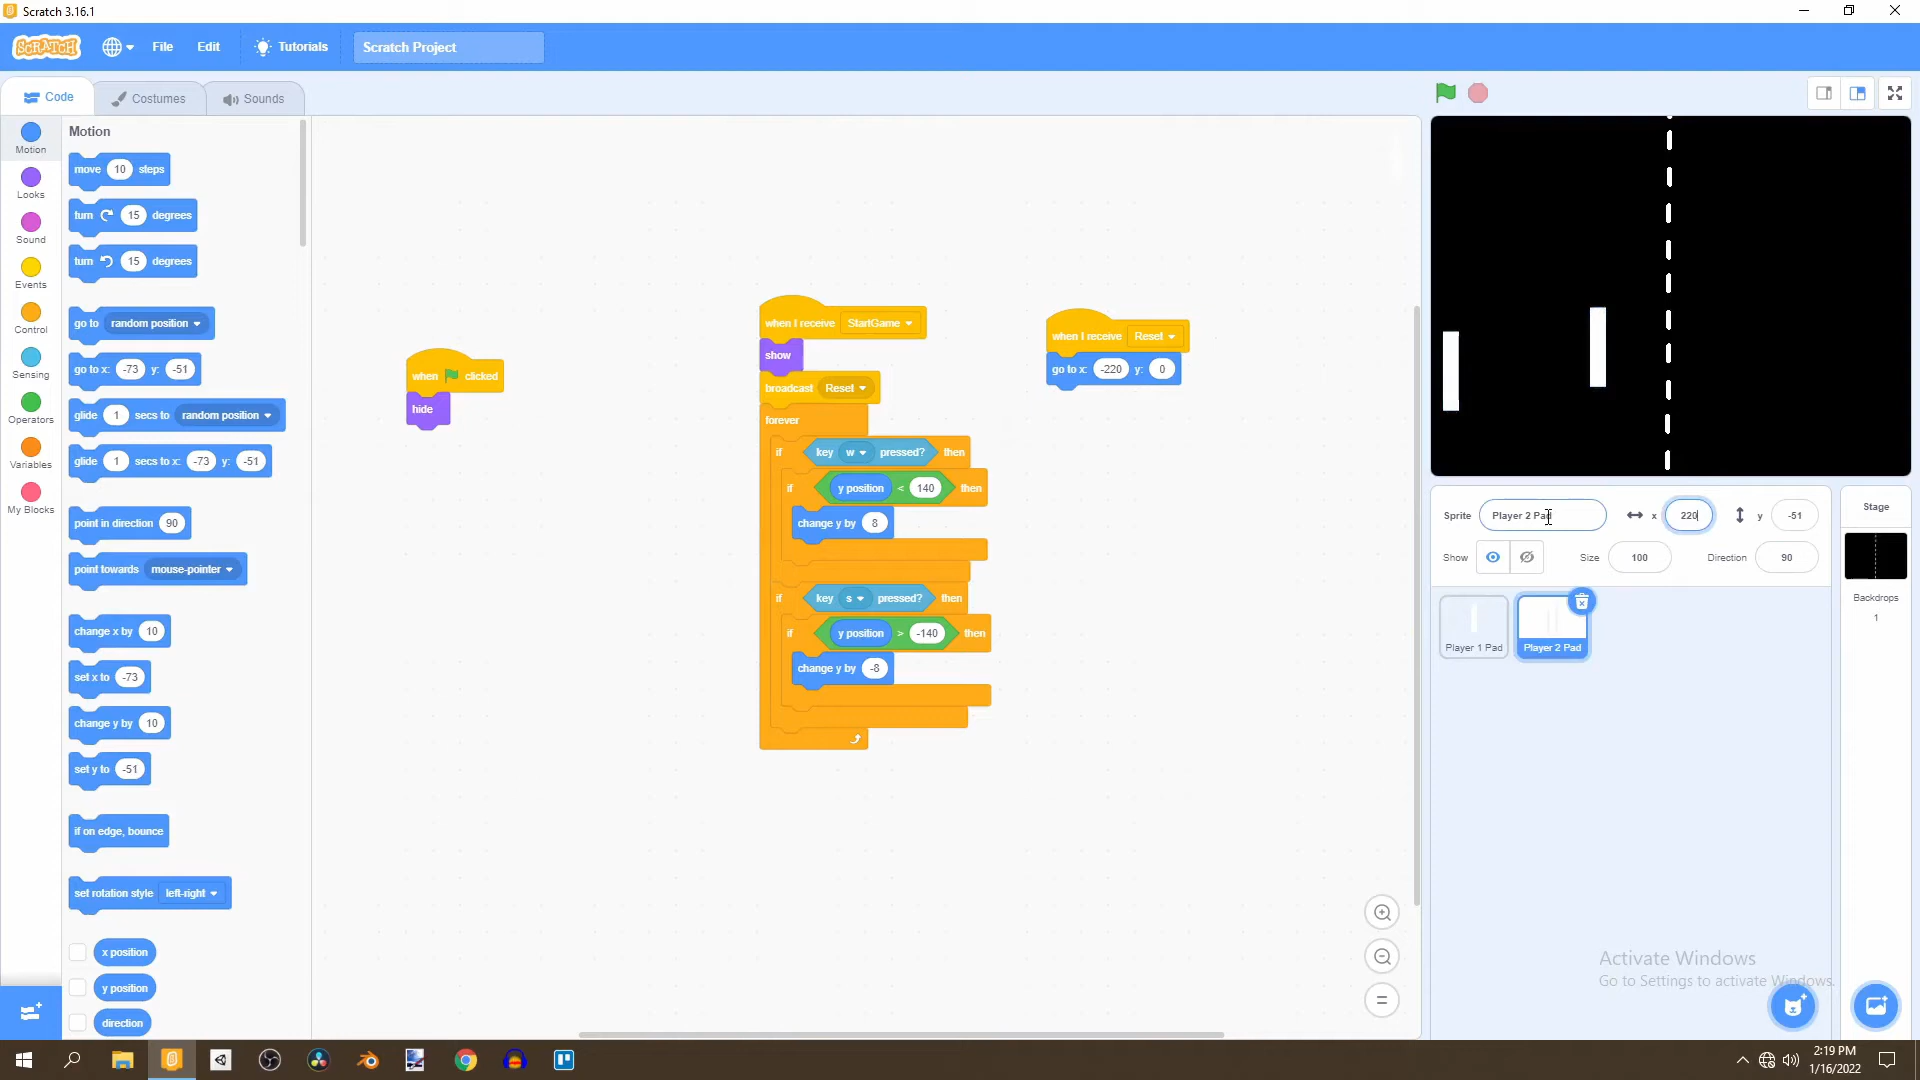 Scratch 3.16.1
SCRATCH
File
Edit
Tutorials
Scratch Project
Code
Costumes
Sounds
Motion
Looks
Sound
Events
Control
Sensing
Operators
Variables
My Blocks
Motion
move 10 steps
turn 15 degrees
turn 15 degrees
go to random position
go to x: -73 y: -51
glide 1 secs to random position
glide 1 secs to x: -73 y: -51
point in direction 90
point towards mouse-pointer
change x by 10
set x to -73
change y by 10
set y to -51
if on edge, bounce
set rotation style left-right
x position
y position
direction
when clicked
hide
when I receive StartGame
show
broadcast Reset
forever
if key w pressed? then
if y position < 140 then
change y by 8
if key s pressed? then
if y position > -140 then
change y by -8
when I receive Reset
go to x: -220 y: 0
Sprite Player 2 Pad x 220 y -51
Show Size 100 Direction 90
Player 1 Pad
Player 2 Pad
Stage
Backdrops
1
Activate Windows
Go to Settings to activate Windows.
2:19 PM
1/16/2022